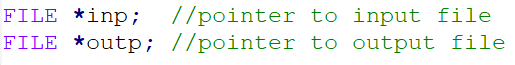 FILE *inp;  //pointer to input file
FILE *outp; //pointer to output file